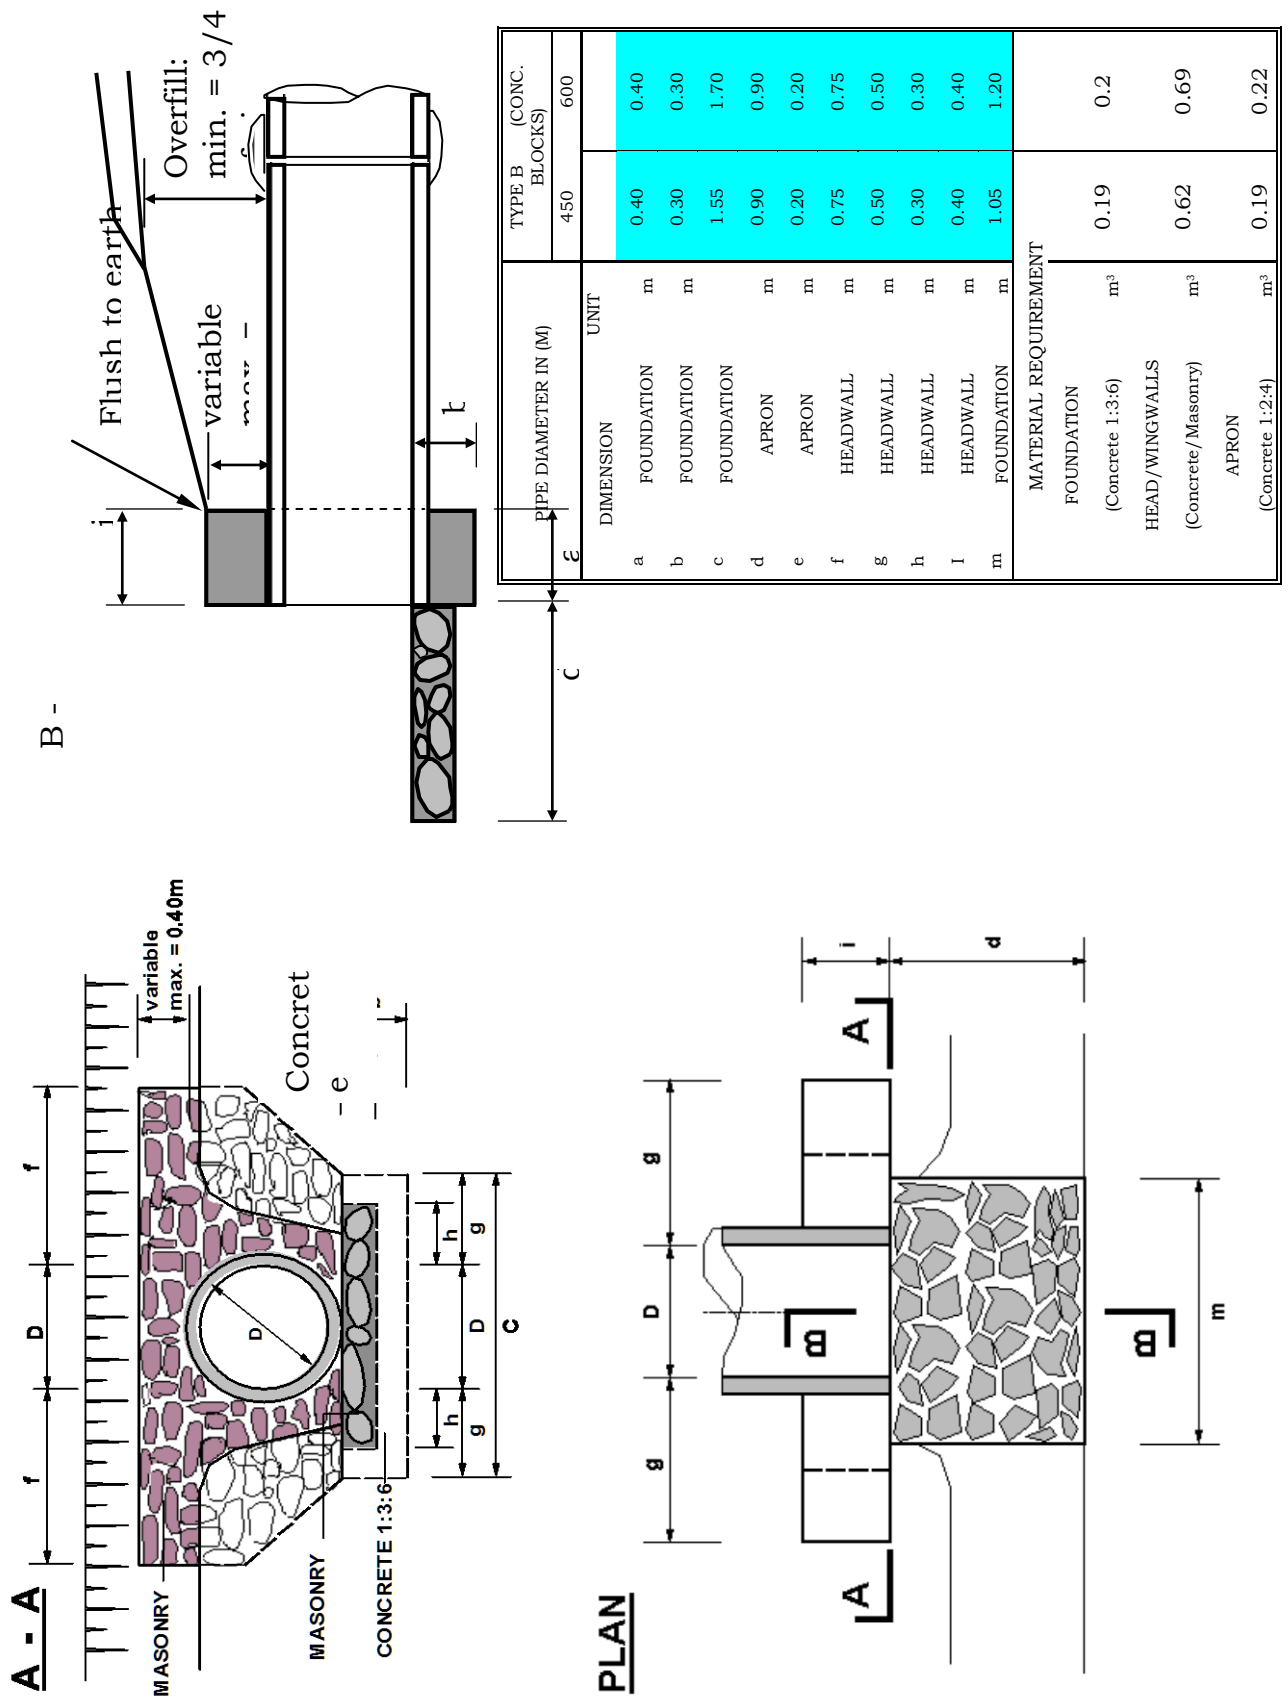 A - A
f
D
f
variable
max. = 0.40m
D
MASONRY
MASONRY
CONCRETE 1:3:6
Concret
e
h
h
g
D
g
C
B -
Flush to earth
i
variable
Overfill:
min. = 3/4
PLAN
A
A
g
D
g
i
d
B
B
m
PIPE DIAMETER IN (M)
TYPE B (CONC.
BLOCKS)
450 600
DIMENSION UNIT
a FOUNDATION m 0.40 0.40
b FOUNDATION m 0.30 0.30
c FOUNDATION 1.55 1.70
d APRON m 0.90 0.90
e APRON m 0.20 0.20
f HEADWALL m 0.75 0.75
g HEADWALL m 0.50 0.50
h HEADWALL m 0.30 0.30
I HEADWALL m 0.40 0.40
m FOUNDATION m 1.05 1.20
MATERIAL REQUIREMENT
FOUNDATION
(Concrete 1:3:6) m³ 0.19 0.2
HEAD/WINGWALLS
(Concrete/Masonry) m³ 0.62 0.69
APRON
(Concrete 1:2:4) m³ 0.19 0.22